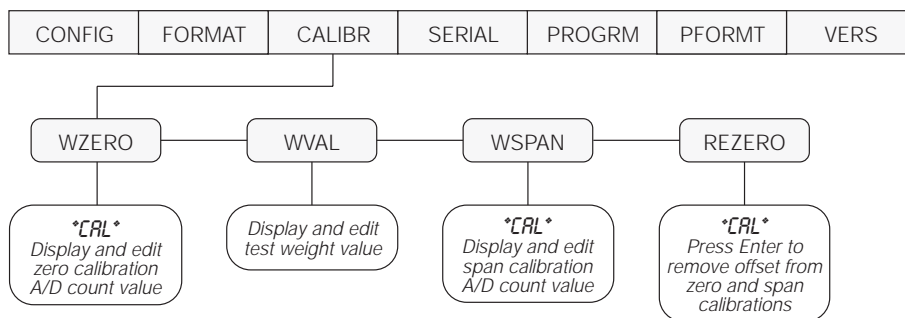 CONFIG FORMAT CALIBR SERIAL PROGRM PFORMT VERS
WZERO WVAL WSPAN REZERO
*CAL*
Display and edit
zero calibration
A/D count value
Display and edit
test weight value
*CAL*
Display and edit
span calibration
A/D count value
*CAL*
Press Enter to
remove offset from
zero and span
calibrations